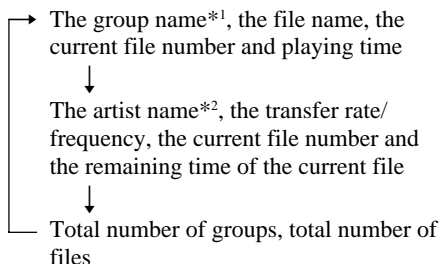 The group name*1, the file name, the
current file number and playing time
The artist name*2, the transfer rate/
frequency, the current file number and
the remaining time of the current file
Total number of groups, total number of
files